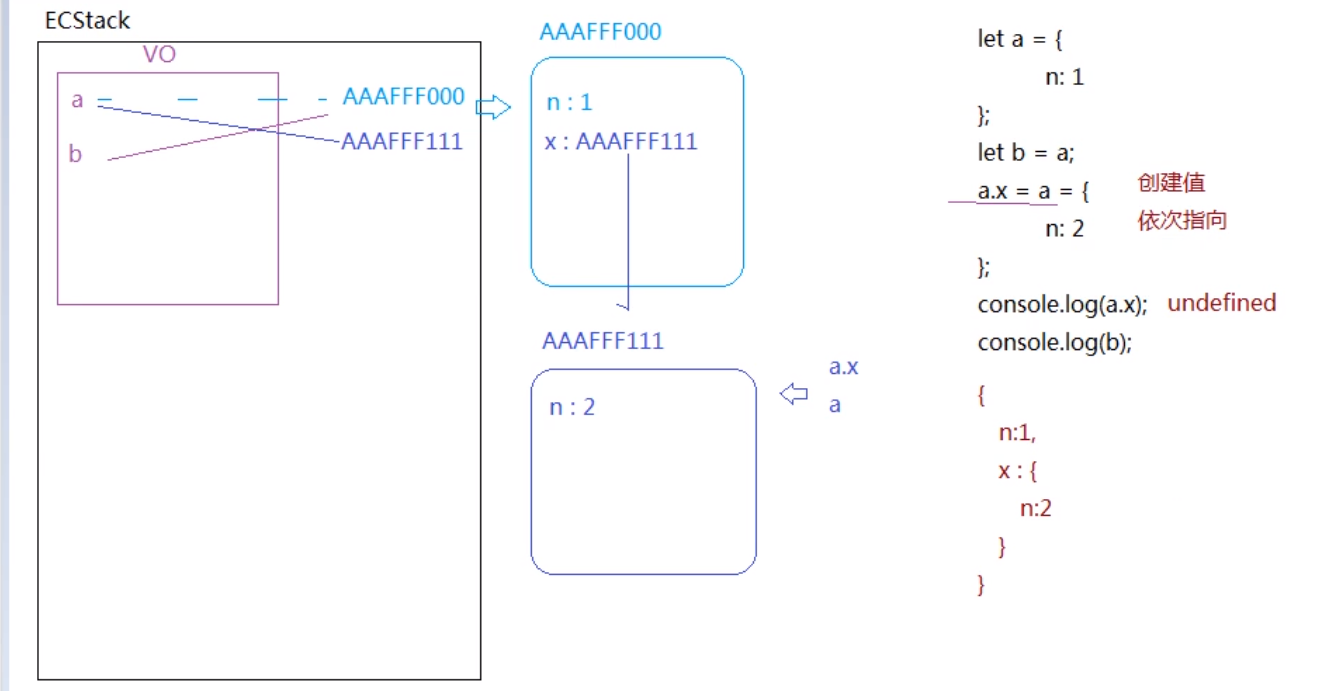 ECStack
VO
a
AAAFFF000
AAAFFF111
b
AAAFFF000
n : 1
x : AAAFFF111
AAAFFF111
n : 2
a.x
a
let a = {
n: 1
};
let b = a;
a.x = a = {
创建值
n: 2
依次指向
};
console.log(a.x);
undefined
console.log(b);
{
n:1,
x : {
n:2
}
}